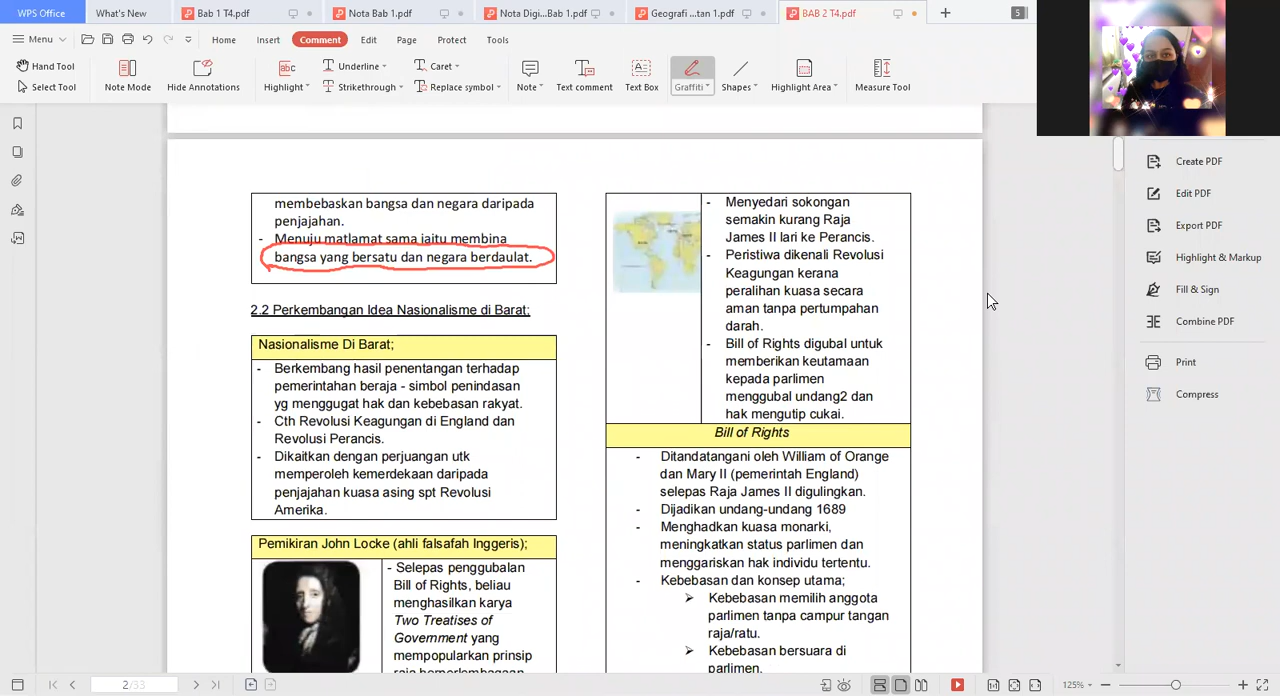 WPS Office
What's New
Bab 1 T4.pdf
Nota Bab 1.pdf
Nota Digi...Bab 1.pdf
Geografi ...tan 1.pdf
BAB 2 T4.pdf
5
Menu
Home
Insert
Comment
Edit
Page
Protect
Tools
Hand Tool
Select Tool
Note Mode
Hide Annotations
Highlight
Underline
Strikethrough
Caret
Replace symbol
Note
Text comment
Text Box
Graffiti
Shapes
Highlight Area
Measure Tool
membebaskan bangsa dan negara daripada
penjajahan.
- Menuju matlamat sama iaitu membina
bangsa yang bersatu dan negara berdaulat.
2.2 Perkembangan Idea Nasionalisme di Barat;
Nasionalisme Di Barat;
- Berkembang hasil penentangan terhadap
pemerintahan beraja - simbol penindasan
yg menggugat hak dan kebebasan rakyat.
- Cth Revolusi Keagungan di England dan
Revolusi Perancis.
- Dikaitkan dengan perjuangan utk
memperoleh kemerdekaan daripada
penjajahan kuasa asing spt Revolusi
Amerika.
Pemikiran John Locke (ahli falsafah Inggeris);
- Selepas penggubalan
Bill of Rights, beliau
menghasilkan karya
Two Treatises of
Government yang
mempopularkan prinsip
- Menyedari sokongan
semakin kurang Raja
James II lari ke Perancis.
- Peristiwa dikenali Revolusi
Keagungan kerana
peralihan kuasa secara
aman tanpa pertumpahan
darah.
- Bill of Rights digubal untuk
memberikan keutamaan
kepada parlimen
menggubal undang2 dan
hak mengutip cukai.
Bill of Rights
- Ditandatangani oleh William of Orange
dan Mary II (pemerintah England)
selepas Raja James II digulingkan.
- Dijadikan undang-undang 1689
- Menghadkan kuasa monarki,
meningkatkan status parlimen dan
menggariskan hak individu tertentu.
- Kebebasan dan konsep utama;
➢ Kebebasan memilih anggota
parlimen tanpa campur tangan
raja/ratu.
➢ Kebebasan bersuara di
parlimen.
Create PDF
Edit PDF
Export PDF
Highlight & Markup
Fill & Sign
Combine PDF
Print
Compress
2/33
125%